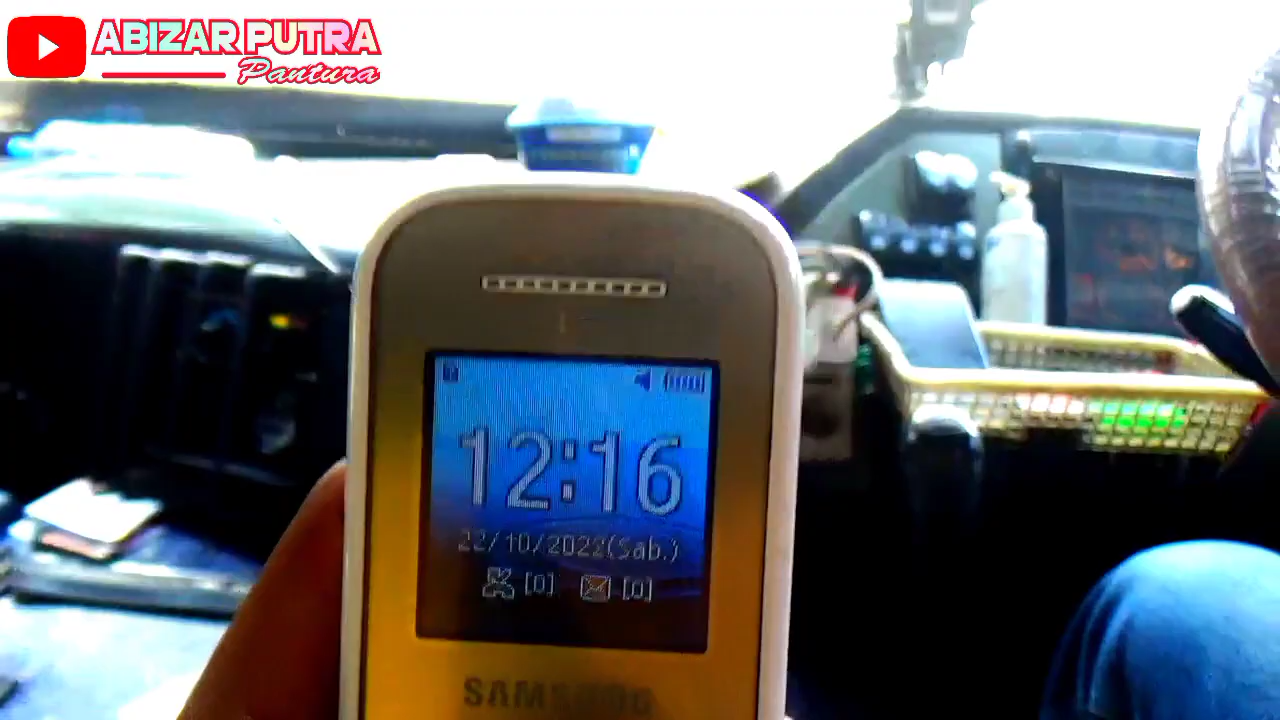 ABIZAR PUTRA
Pantura
12:16
22/10/2022(Sab.)
[0] [0]
SAMSUNG